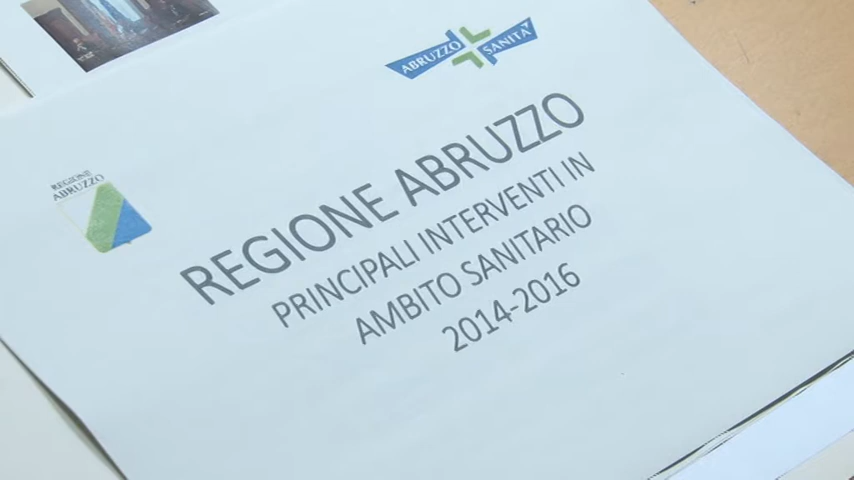 ABRUZZO SANITÀ
REGIONE
ABRUZZO
REGIONE ABRUZZO
PRINCIPALI INTERVENTI IN
AMBITO SANITARIO
2014-2016